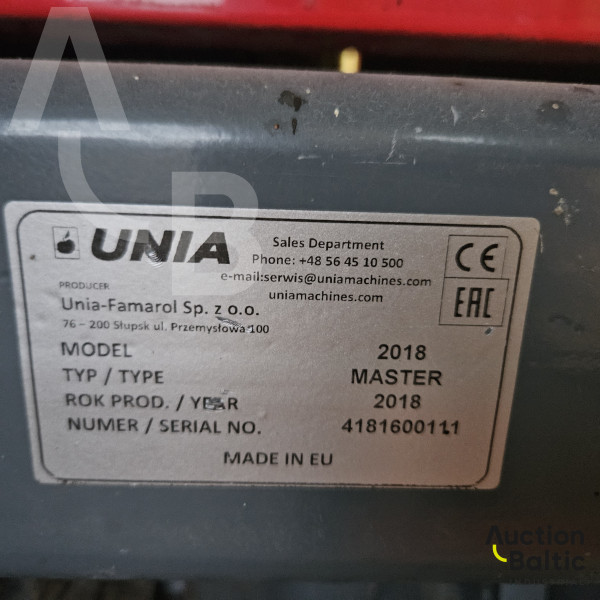 UNIA
Sales Department
Phone: +48 56 45 10 500
e-mail:serwis@uniamachines.com
uniamachines.com
CE
EAC
PRODUCER
Unia-Famarol Sp. z o.o.
76 – 200 Słupsk ul. Przemysłowa 100
MODEL 2018
TYP / TYPE MASTER
ROK PROD. / YEAR 2018
NUMER / SERIAL NO. 4181600111
MADE IN EU
AB
Auction
Baltic